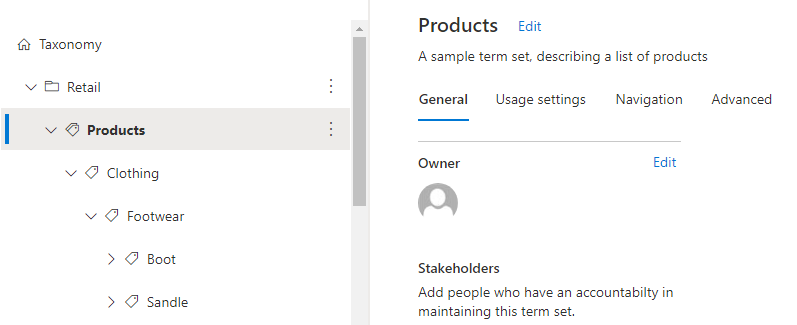 Taxonomy
Retail
Products
Clothing
Footwear
Boot
Sandle
Products Edit
A sample term set, describing a list of products
General Usage settings Navigation Advanced
Owner Edit
Stakeholders
Add people who have an accountabilty in
maintaining this term set.